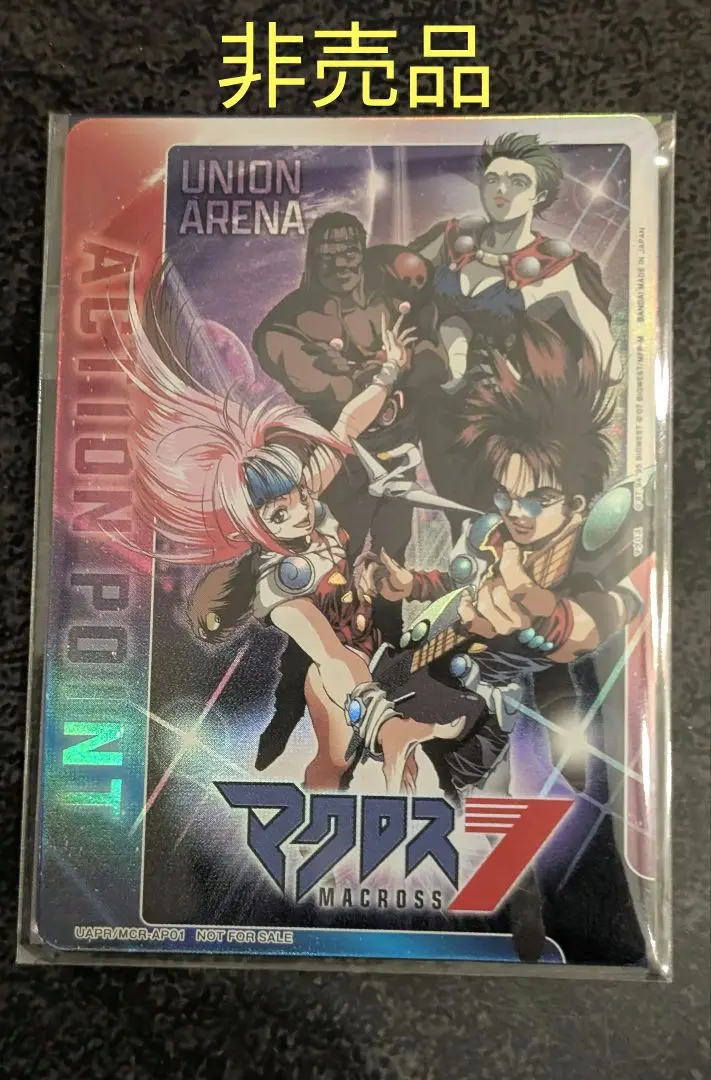 非売品
UNION
ARENA
ACTION POINT
BANDAI MADE IN JAPAN
マクロス7
MACROSS
UAPR/MCR-AP01 NOT FOR SALE